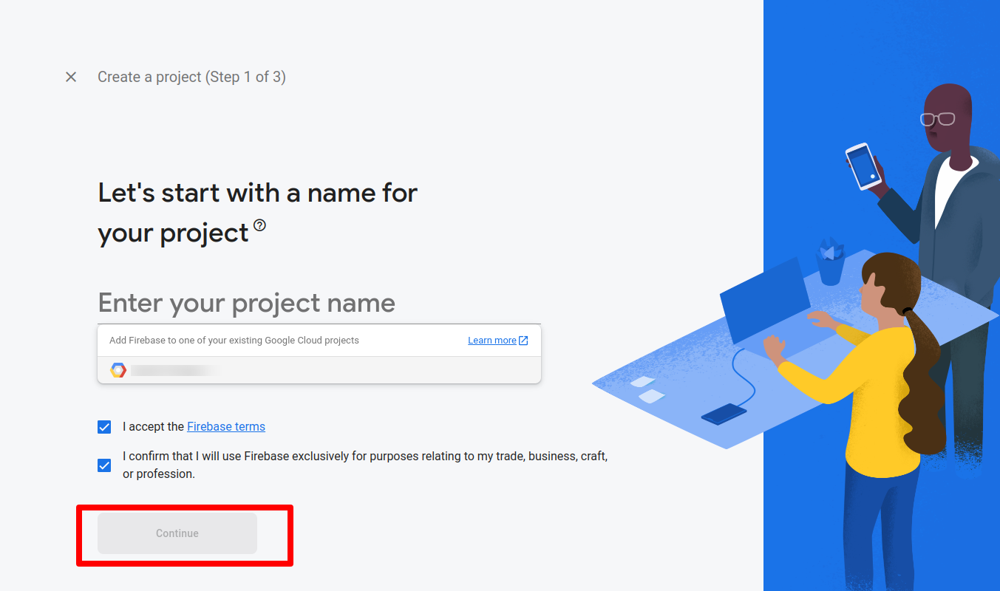 Create a project (Step 1 of 3)
Let's start with a name for
your project
Enter your project name
Add Firebase to one of your existing Google Cloud projects
Learn more
I accept the Firebase terms
I confirm that I will use Firebase exclusively for purposes relating to my trade, business, craft,
or profession.
Continue